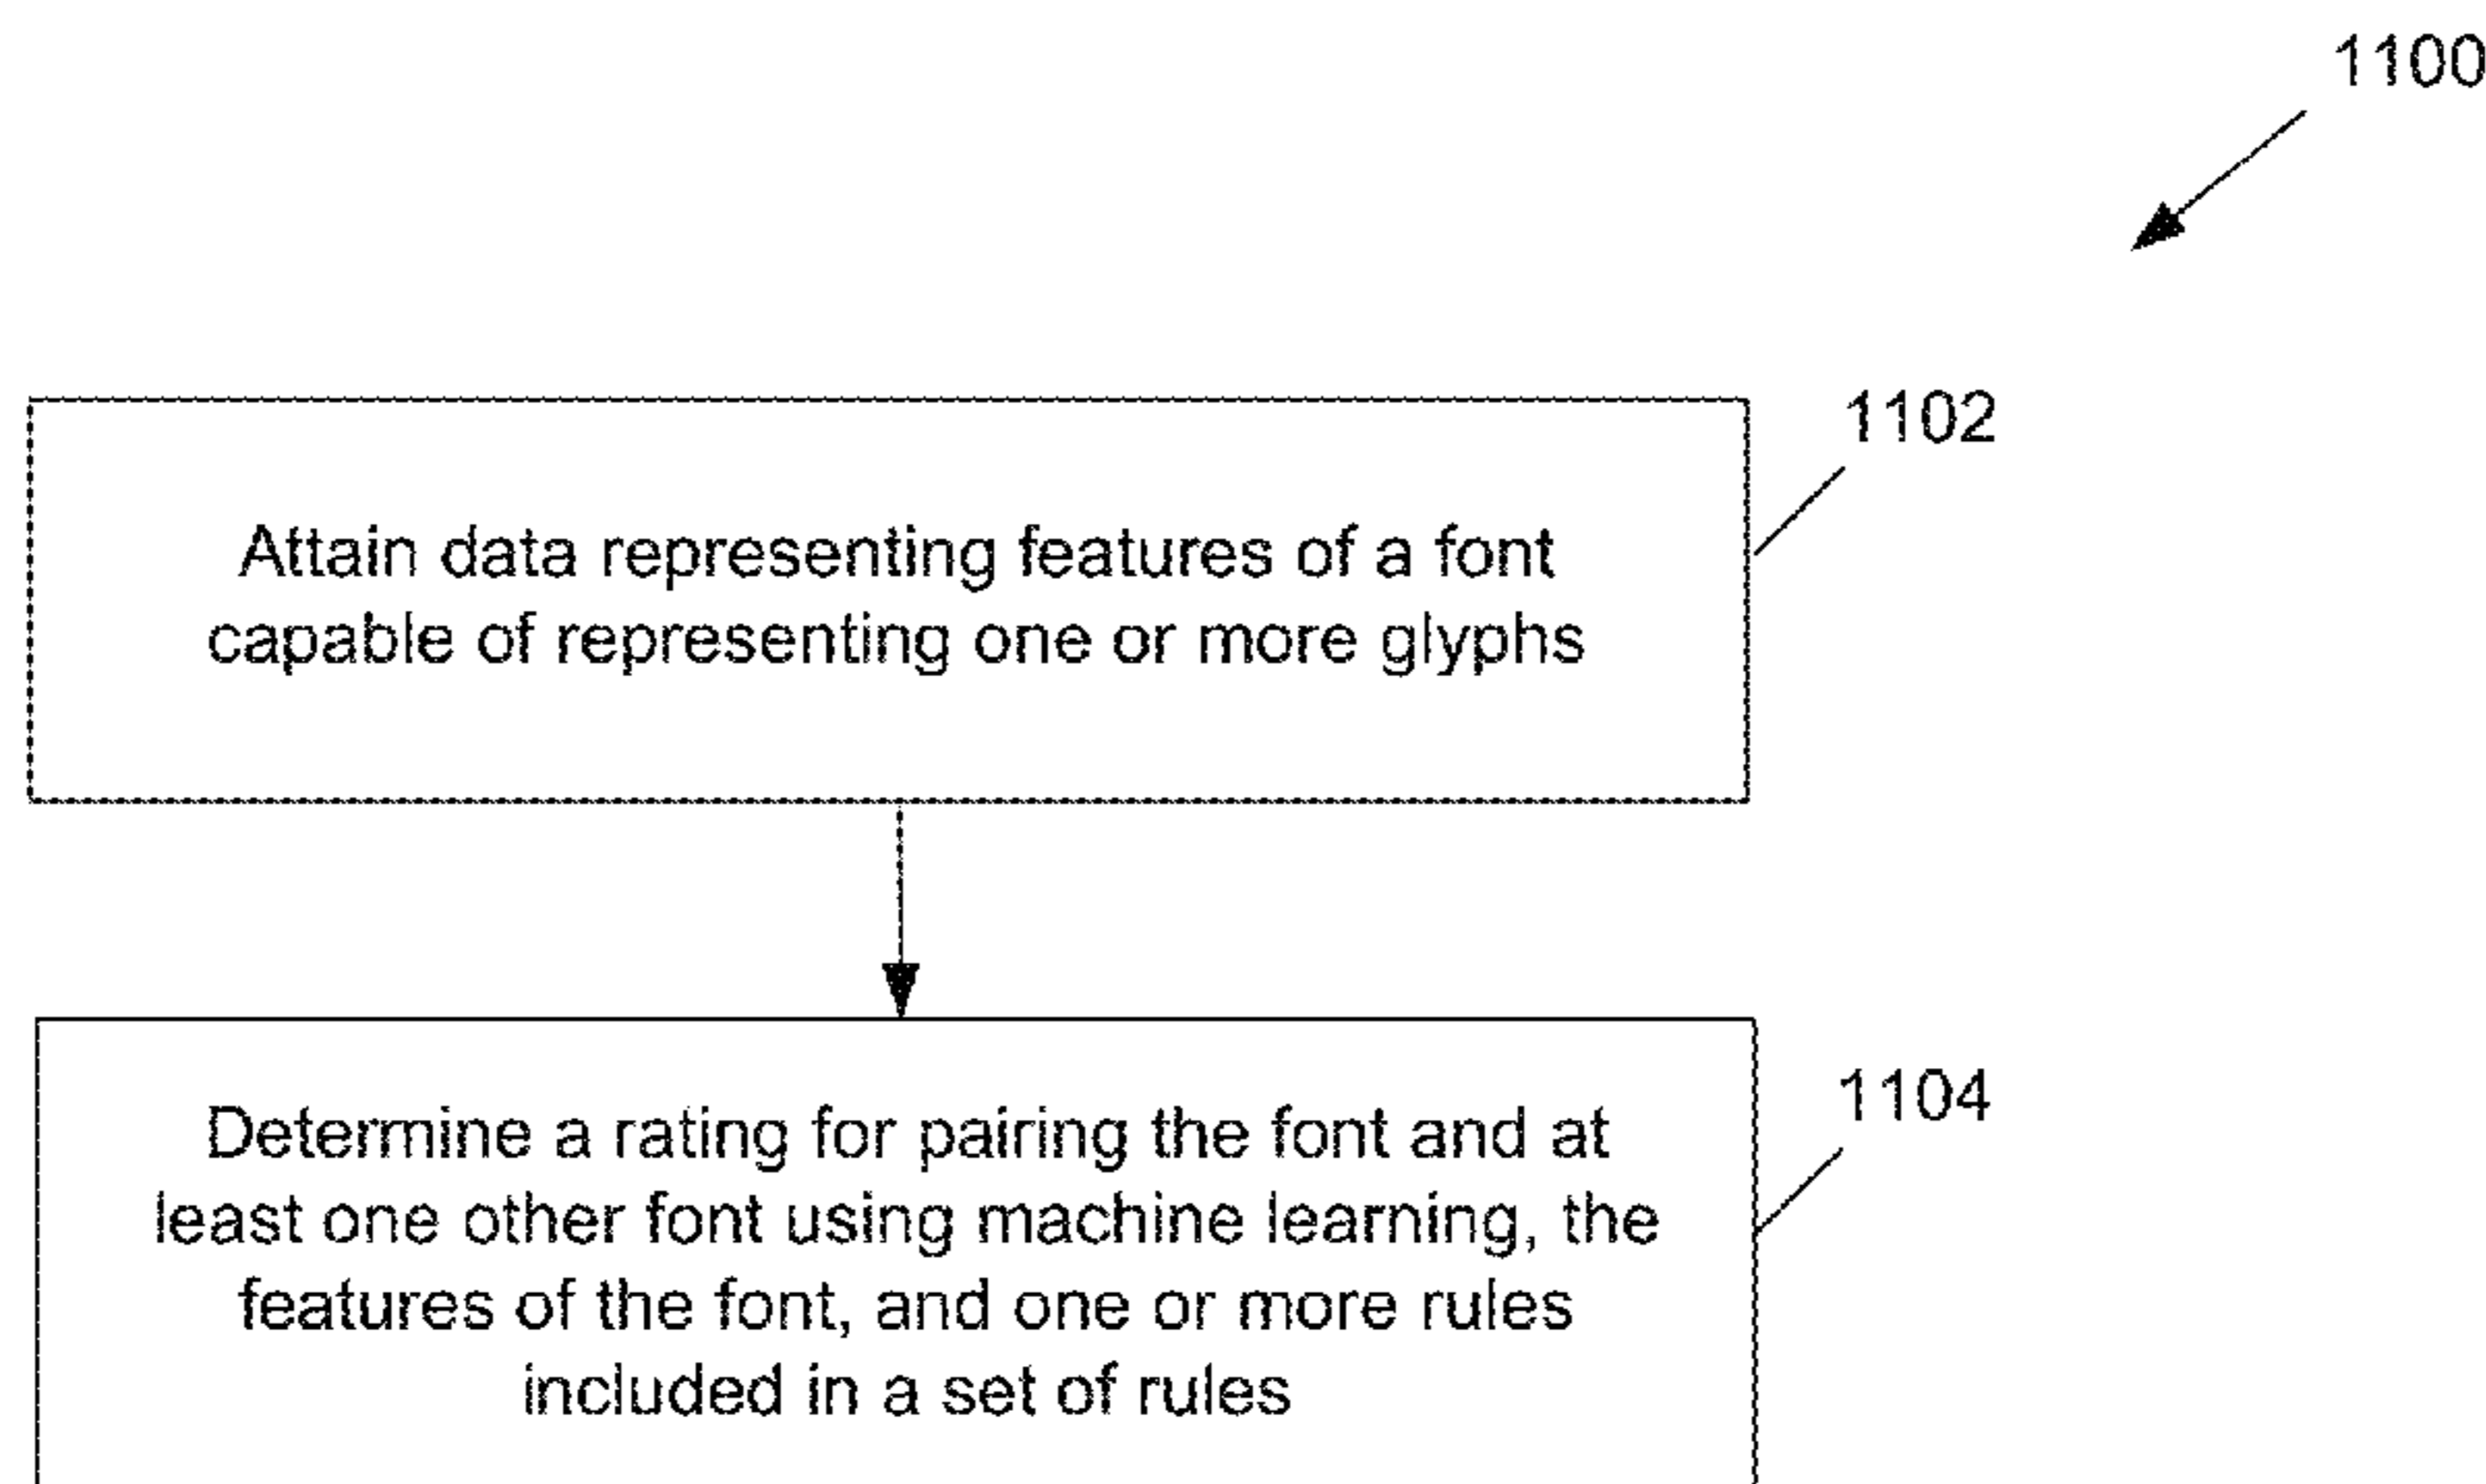 1100
1102
Attain data representing features of a font
capable of representing one or more glyphs
1104
Determine a rating for pairing the font and at
least one other font using machine learning, the
features of the font, and one or more rules
included in a set of rules